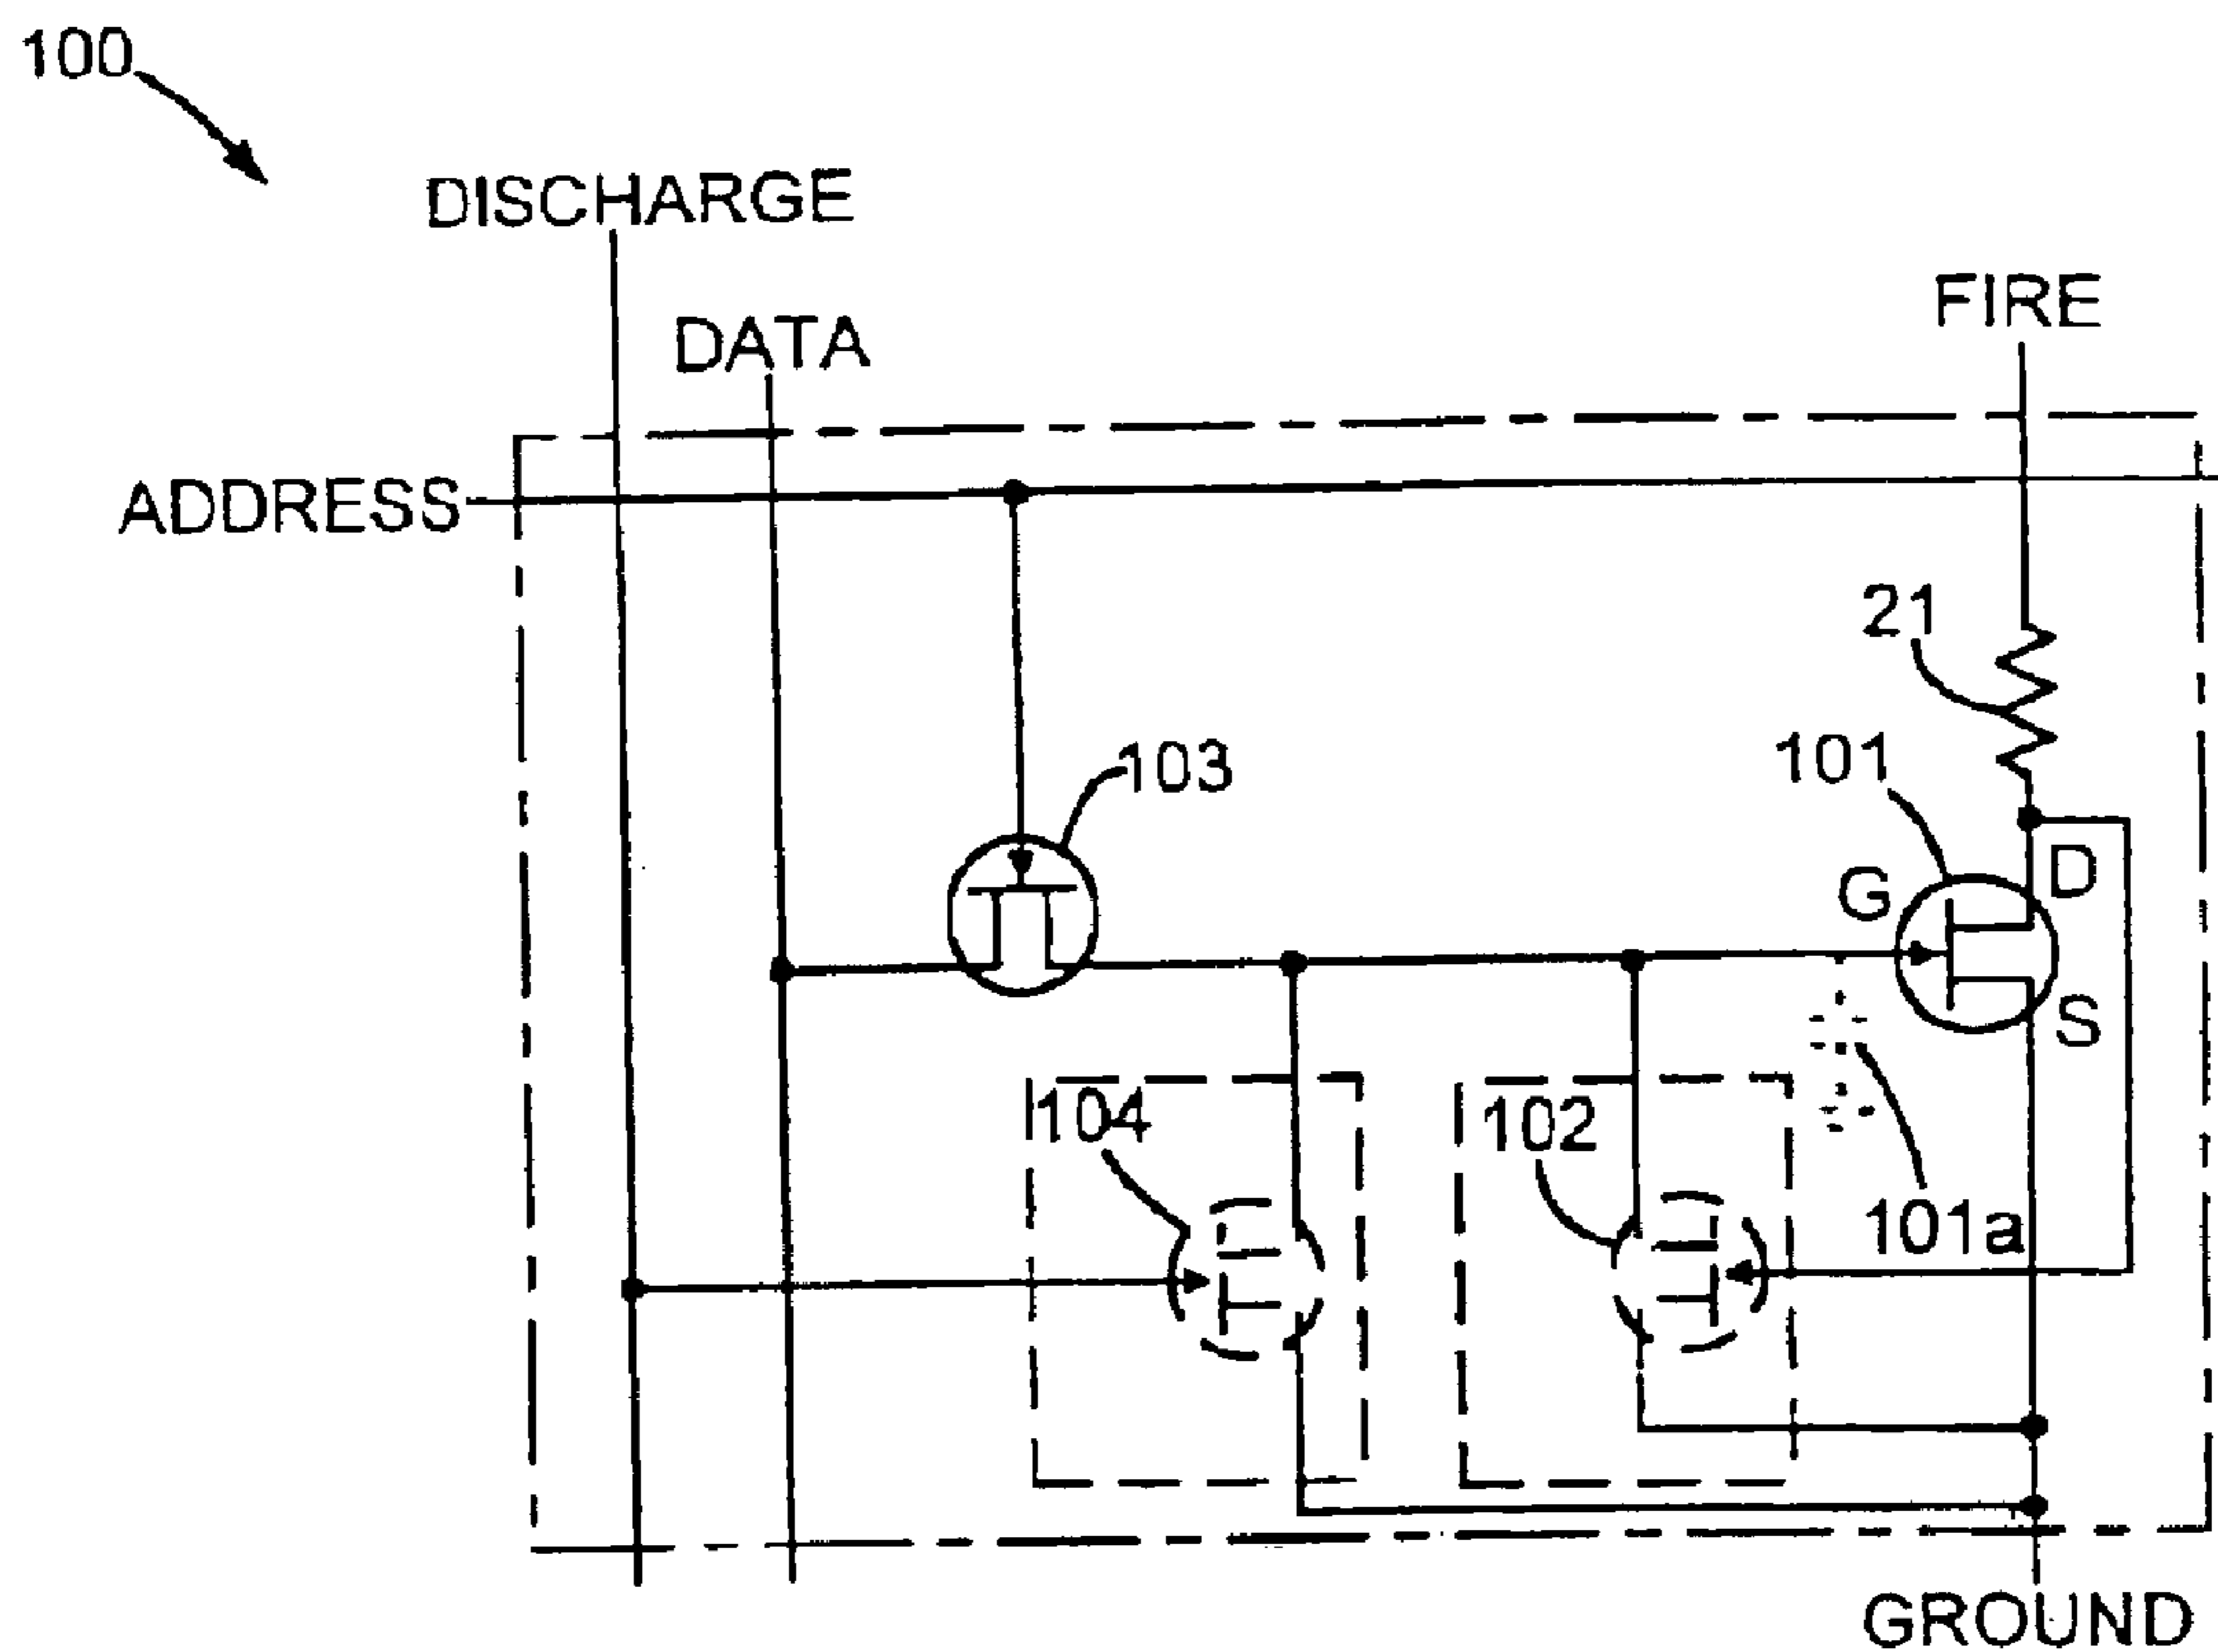 100
DISCHARGE
DATA
FIRE
ADDRESS
21
101
103
G
D
S
104
102
101a
GROUND